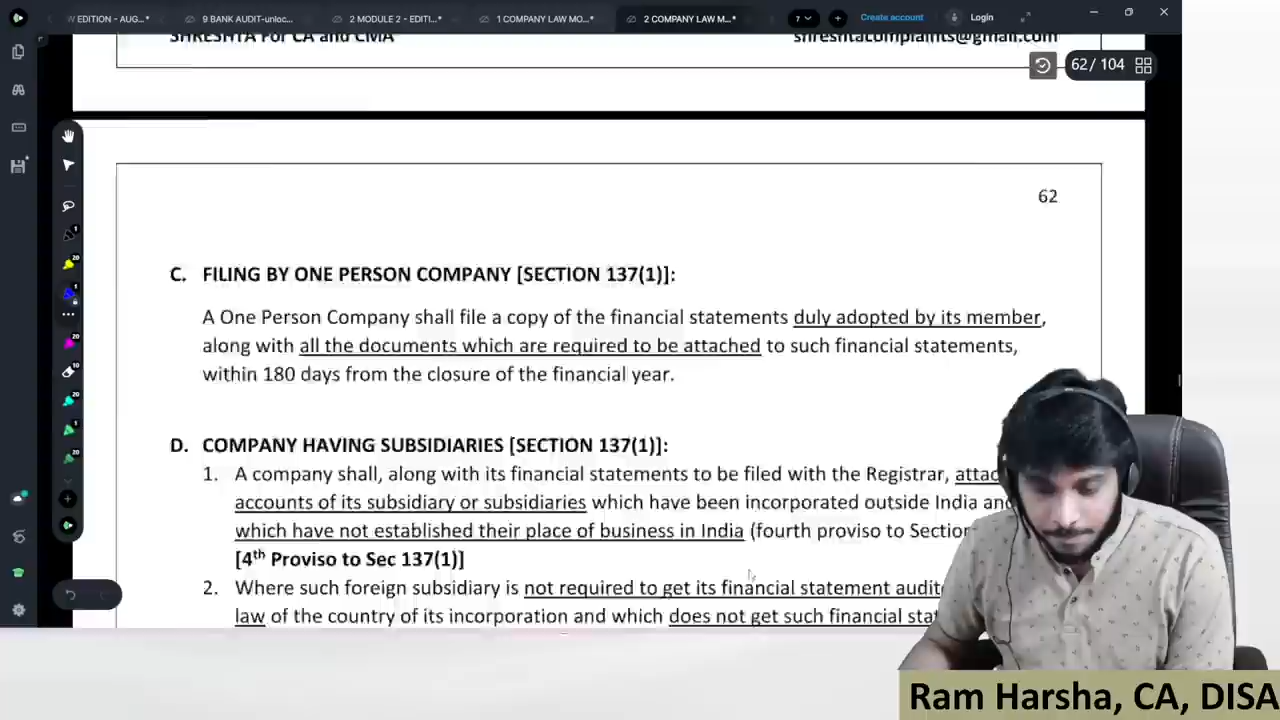 W EDITION - AUG...* 9 BANK AUDIT-unloc... 2 MODULE 2 - EDITI...* 1 COMPANY LAW MO...* 2 COMPANY LAW M...* 7 Create account Login
SHRESHTA For CA and CMA shreshtacomplaints@gmail.com
62 / 104
62
C. FILING BY ONE PERSON COMPANY [SECTION 137(1)]:
A One Person Company shall file a copy of the financial statements duly adopted by its member,
along with all the documents which are required to be attached to such financial statements,
within 180 days from the closure of the financial year.
D. COMPANY HAVING SUBSIDIARIES [SECTION 137(1)]:
1. A company shall, along with its financial statements to be filed with the Registrar,
accounts of its subsidiary or subsidiaries which have been incorporated outside India and
which have not established their place of business in India (fourth proviso to Section
[4th Proviso to Sec 137(1)]
2. Where such foreign subsidiary is not required to get its financial statement
law of the country of its incorporation and which does not get such financial
Ram Harsha, CA, DISA